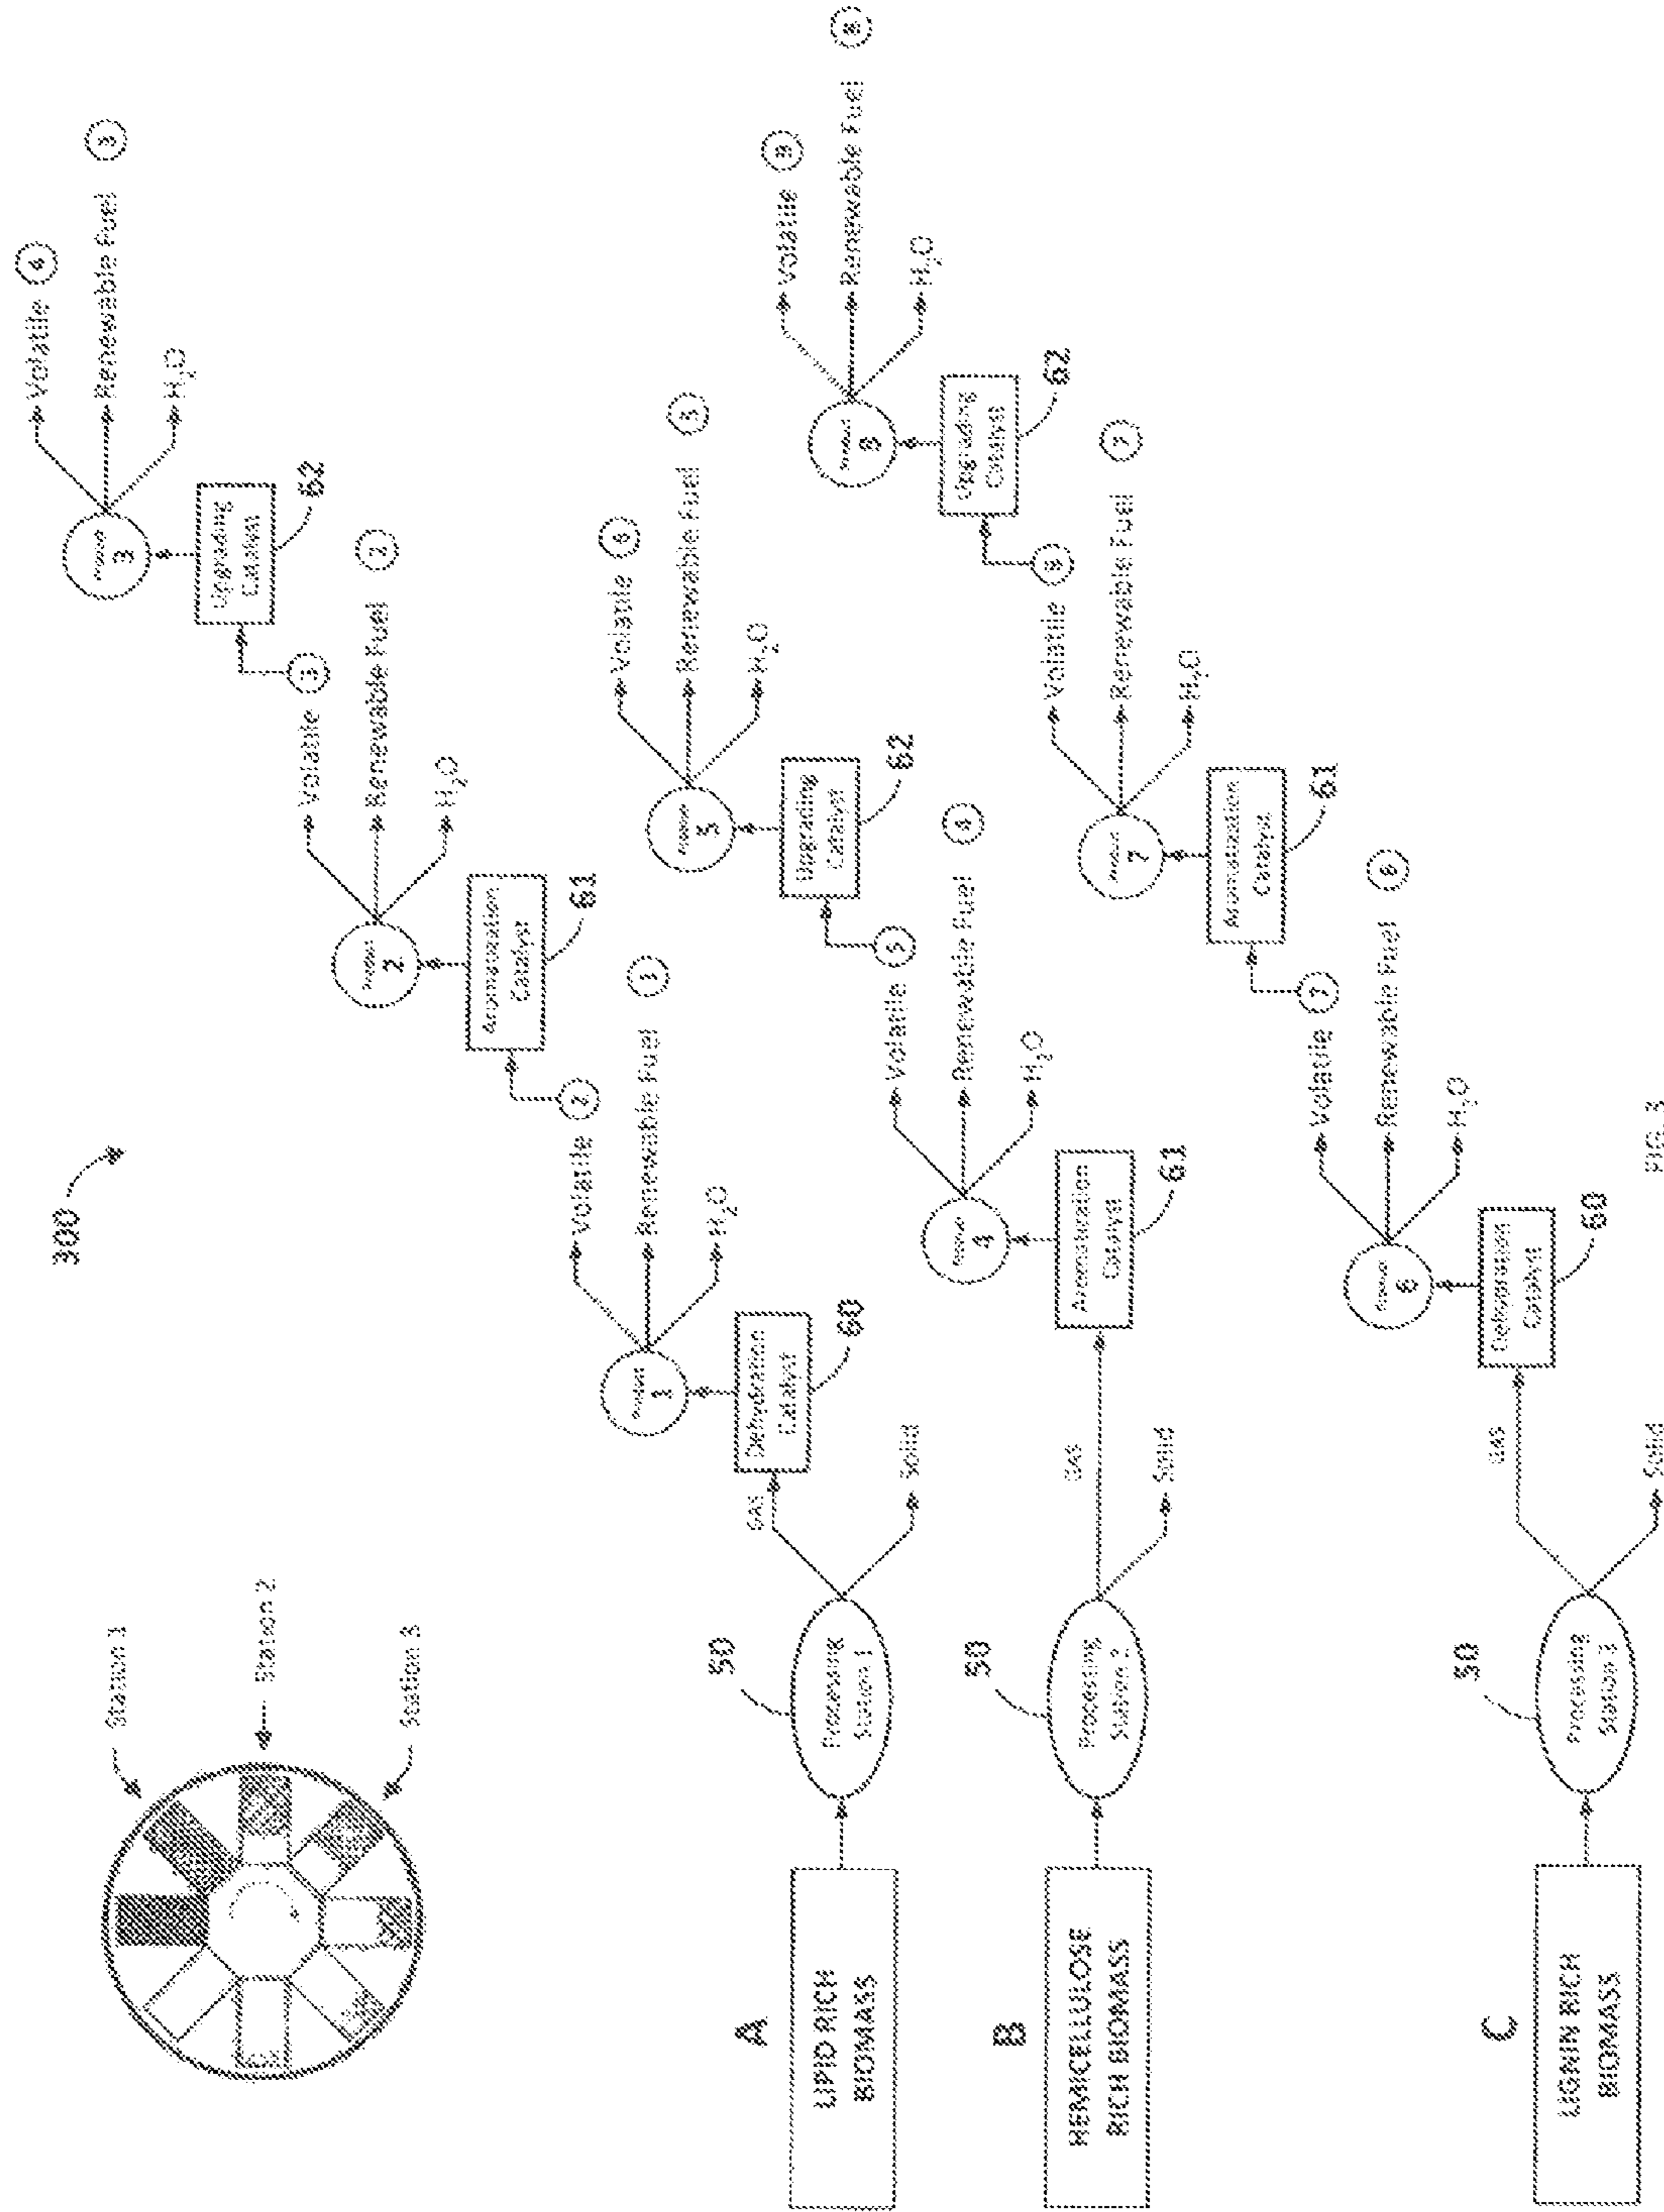 300
Station 1
Station 2
Station 3
A
LIPID RICH
BIOMASS
50
Processing
Station 1
GAS
Solid
Dehydration
Catalyst
60
Product
1
Volatile 2
Renewable Fuel 1
H₂O
2
Aromatization
Catalyst
61
Product
2
Volatile 3
Renewable Fuel 2
H₂O
3
Upgrading
Catalyst
62
Product
3
Volatile 4
Renewable Fuel 3
H₂O
B
HEMICELLULOSE
RICH BIOMASS
50
Processing
Station 2
GAS
Solid
Aromatization
Catalyst
61
Product
4
Volatile 5
Renewable Fuel 4
H₂O
Upgrading
Catalyst
62
Product
5
Volatile
Renewable Fuel 5
H₂O
C
LIGNIN RICH
BIOMASS
50
Processing
Station 3
GAS
Solid
Dehydration
Catalyst
60
Product
6
Volatile 7
Renewable Fuel 6
H₂O
Aromatization
Catalyst
61
Product
7
Volatile
Renewable Fuel 7
H₂O
Upgrading
Catalyst
62
Product
Volatile 9
Renewable Fuel 8
H₂O
FIG. 3